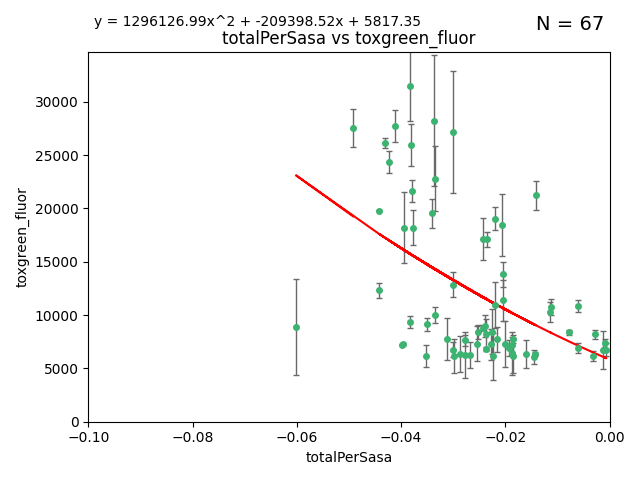 y = 1296126.99x^2 + -209398.52x + 5817.35
N = 67
totalPerSasa vs toxgreen_fluor
30000
25000
20000
15000
10000
5000
0
toxgreen_fluor
−0.10
−0.08
−0.06
−0.04
−0.02
0.00
totalPerSasa